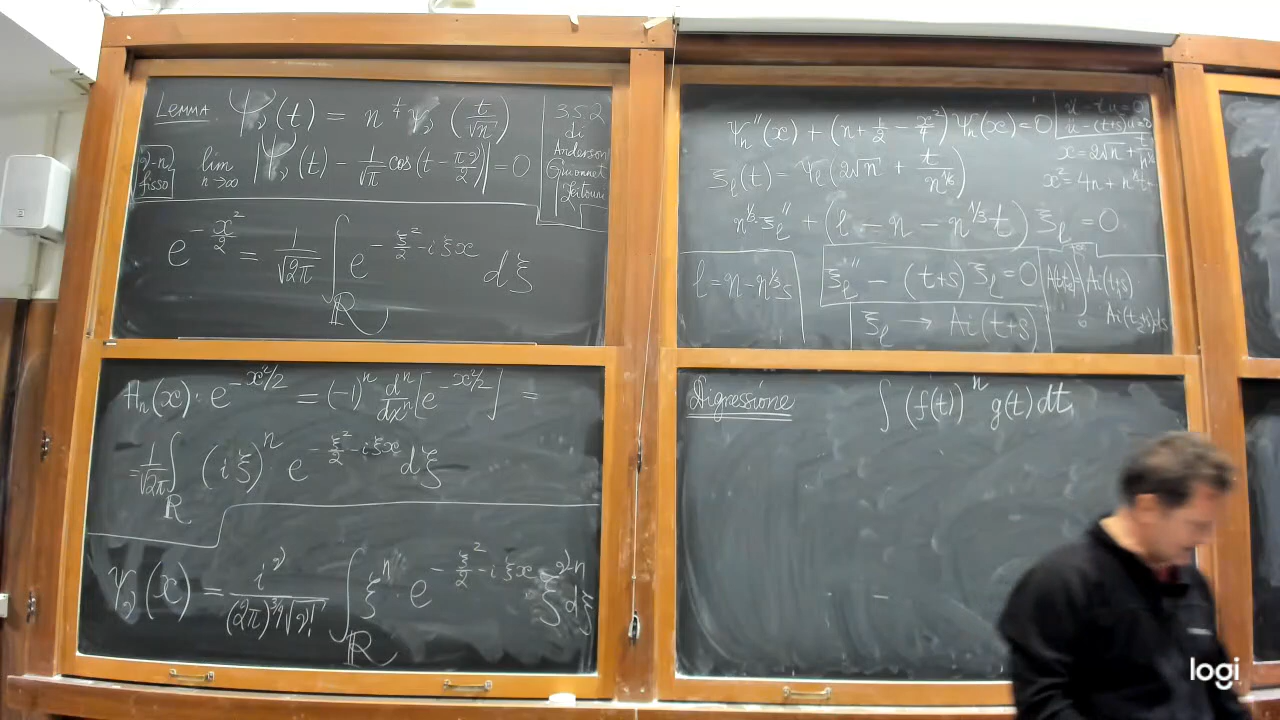 LEMMA Ψ_ν(t) = n^{1/4} ψ_ν (t/√n)
ν-n fisso lim_{n→∞} |Ψ_ν(t) - 1/√π cos(t - πν/2)| = 0
3.5.2
di
Anderson
Guionnet
Zeitouni
e^{-x²/2} = 1/√2π ∫_ℝ e^{-ξ²/2 - iξx} dξ
H_n(x) · e^{-x²/2} = (-1)^n d^n/dx^n [e^{-x²/2}] =
= 1/√2π ∫_ℝ (iξ)^n e^{-ξ²/2 - iξx} dξ
ψ_ν(x) = i^ν/((2π)^{3/4} √ν!) ∫_ℝ ξ^n e^{-ξ²/2 - iξx} ξ^{ν-n} dξ
ψ_n''(x) + (n + 1/2 - x²/4) ψ_n(x) = 0
ü - tu = 0
ü - (t+s)u = 0
ξ_l(t) = ψ_l(2√n + t/n^{1/6})
x = 2√n + t/n^{1/6}
x² = 4n + n^{1/3}t +
n^{1/3} ξ_l'' + (l - n - n^{1/3}t) ξ_l = 0
l = n - n^{1/3}s
ξ_l'' - (t+s) ξ_l = 0
Ai(t+s)
ξ_l → Ai(t+s)
Digressione ∫ (f(t))^n g(t) dt,
logi